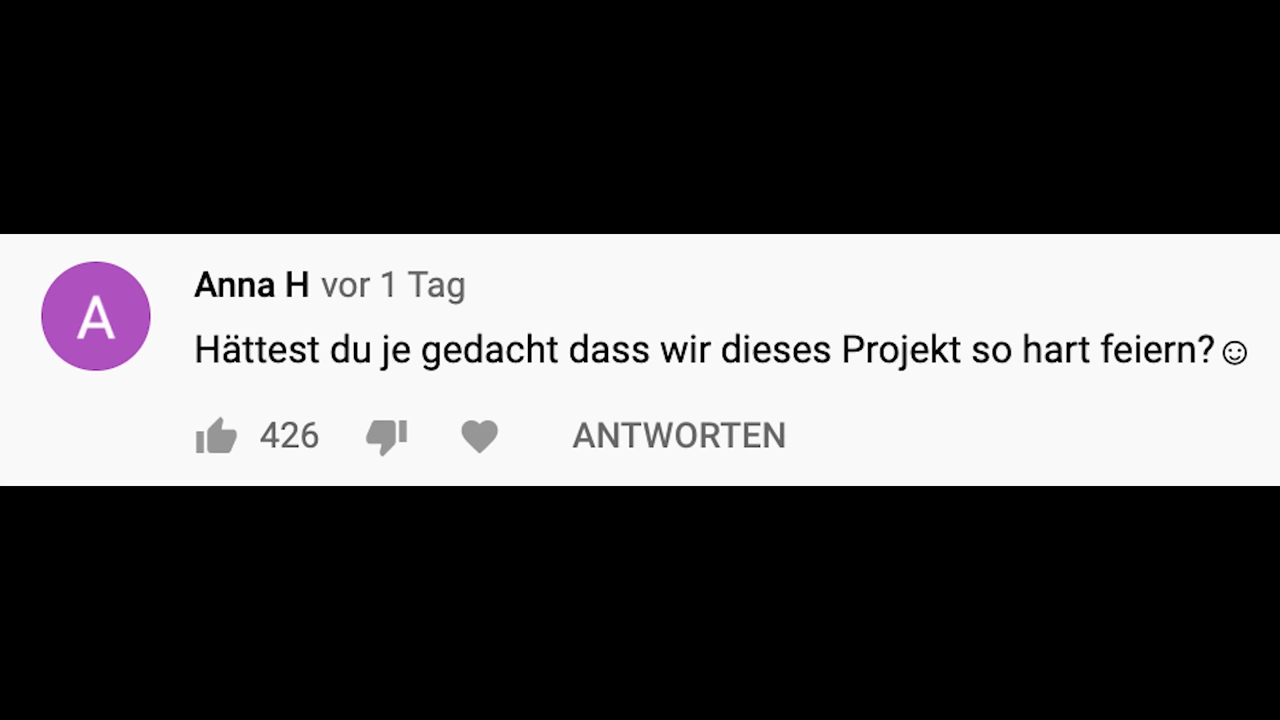 A
Anna H vor 1 Tag
Hättest du je gedacht dass wir dieses Projekt so hart feiern?☺
426 ANTWORTEN